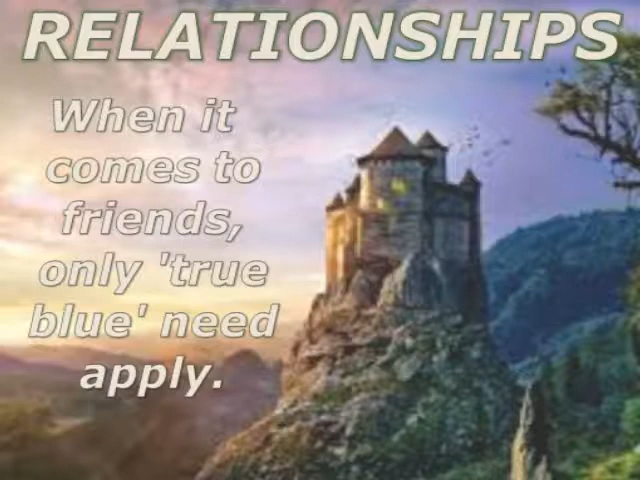 RELATIONSHIPS
When it
comes to
friends,
only 'true
blue' need
apply.